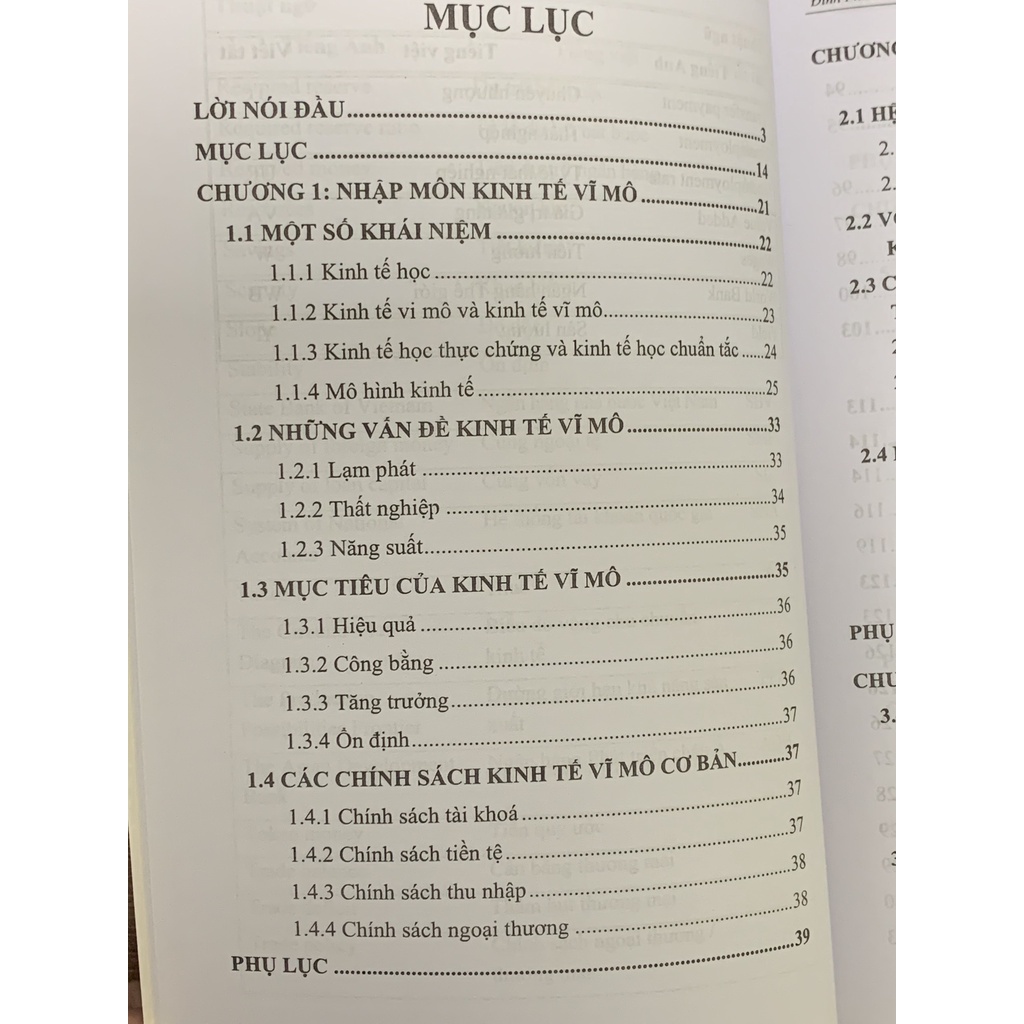 MỤC LỤC
LỜI NÓI ĐẦU...3
MỤC LỤC...14
CHƯƠNG 1: NHẬP MÔN KINH TẾ VĨ MÔ...21
1.1 MỘT SỐ KHÁI NIỆM...22
1.1.1 Kinh tế học...22
1.1.2 Kinh tế vi mô và kinh tế vĩ mô...23
1.1.3 Kinh tế học thực chứng và kinh tế học chuẩn tắc...24
1.1.4 Mô hình kinh tế...25
1.2 NHỮNG VẤN ĐỀ KINH TẾ VĨ MÔ...33
1.2.1 Lạm phát...33
1.2.2 Thất nghiệp...34
1.2.3 Năng suất...35
1.3 MỤC TIÊU CỦA KINH TẾ VĨ MÔ...35
1.3.1 Hiệu quả...36
1.3.2 Công bằng...36
1.3.3 Tăng trưởng...36
1.3.4 Ổn định...37
1.4 CÁC CHÍNH SÁCH KINH TẾ VĨ MÔ CƠ BẢN...37
1.4.1 Chính sách tài khoá...37
1.4.2 Chính sách tiền tệ...37
1.4.3 Chính sách thu nhập...38
1.4.4 Chính sách ngoại thương...38
PHỤ LỤC...39
CHƯƠNG
2.1 HỆ
2.
2.
2.2
2.3
2.4
PHỤ
3.